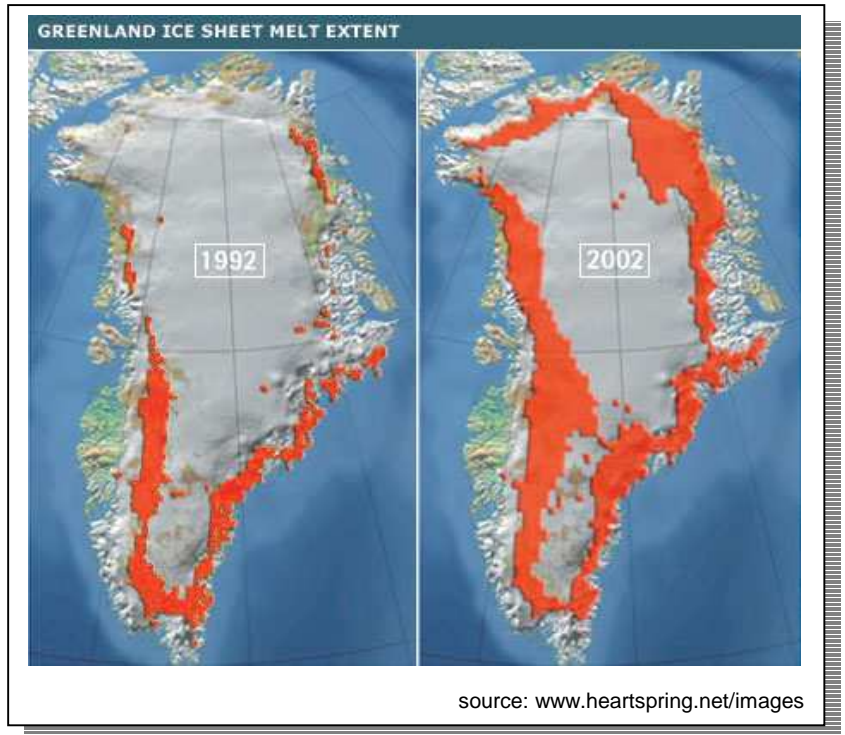 GREENLAND ICE SHEET MELT EXTENT
1992
2002
source: www.heartspring.net/images